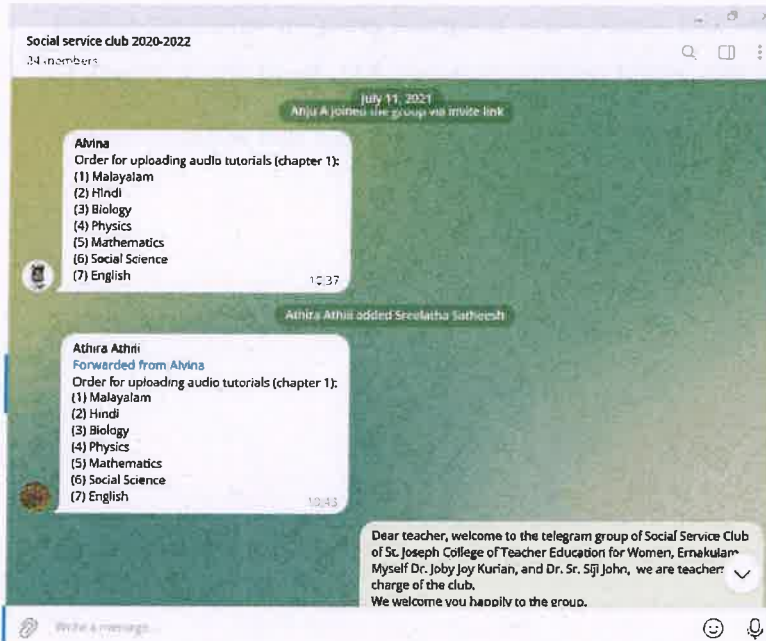 Social service club 2020-2022
24 members
July 11, 2021
Anju A joined the group via invite link
Alvina
Order for uploading audio tutorials (chapter 1):
(1) Malayalam
(2) Hindi
(3) Biology
(4) Physics
(5) Mathematics
(6) Social Science
(7) English
10:37
Athira Athiii added Sreelatha Satheesh
Athira Athiii
Forwarded from Alvina
Order for uploading audio tutorials (chapter 1):
(1) Malayalam
(2) Hindi
(3) Biology
(4) Physics
(5) Mathematics
(6) Social Science
(7) English
10:43
Dear teacher, welcome to the telegram group of Social Service Club
of St. Joseph College of Teacher Education for Women, Ernakulam
Myself Dr. Joby Joy Kurian, and Dr. Sr. Siji John, we are teacher
charge of the club.
We welcome you happily to the group.
Write a message...